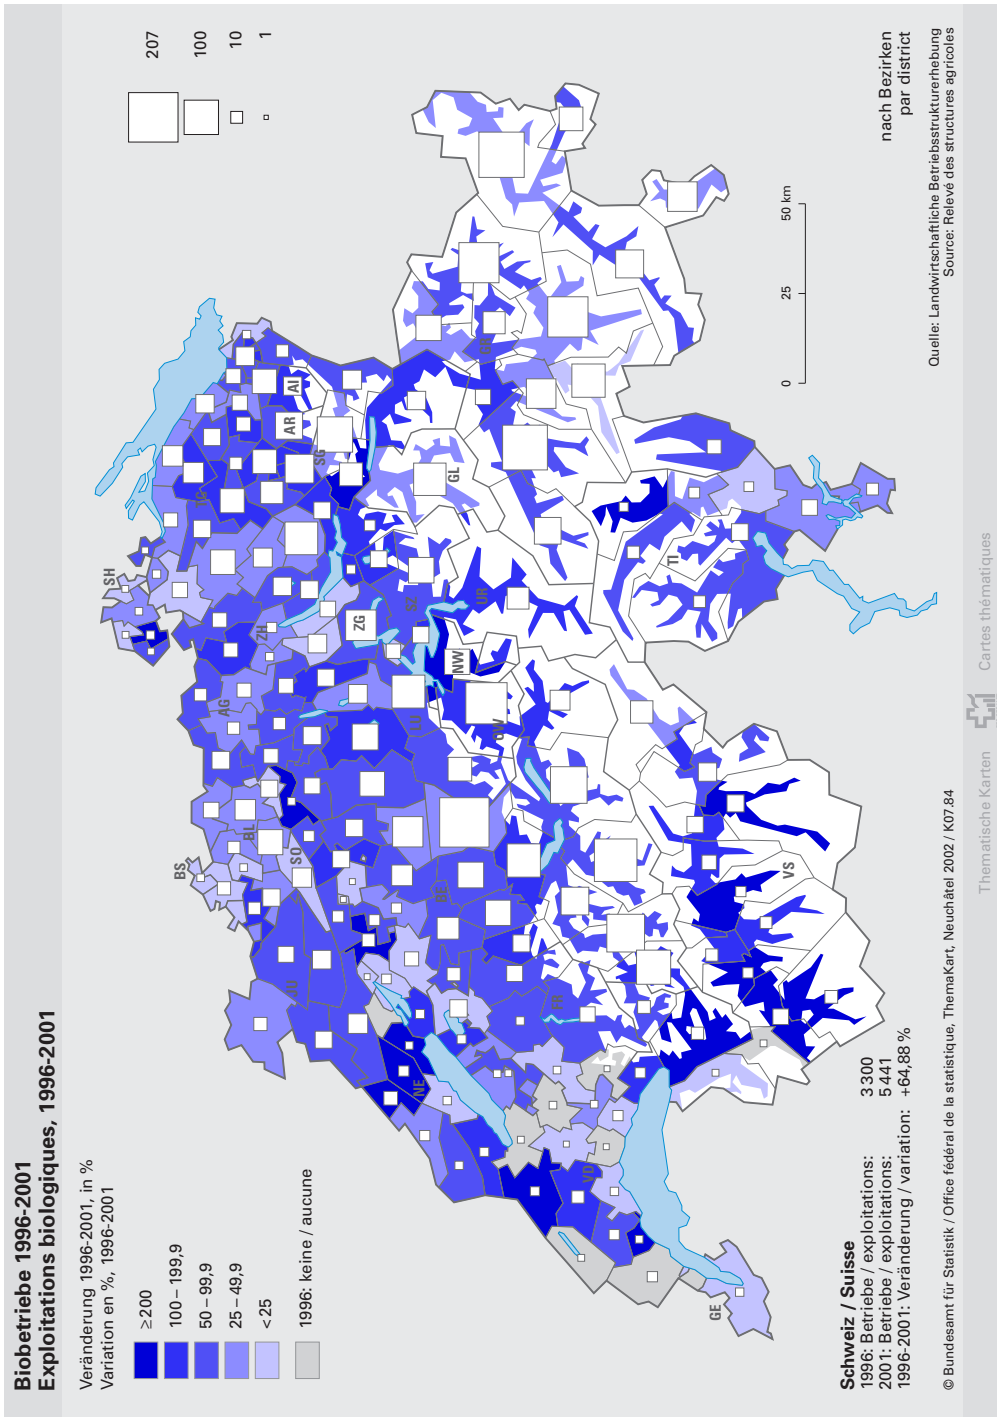 Biobetriebe 1996-2001
Exploitations biologiques, 1996-2001
Veränderung 1996-2001, in %
Variation en %, 1996-2001
≥200
100 – 199,9
50 – 99,9
25 – 49,9
<25
1996: keine / aucune
207
100
10
1
SH
BS
TG
AG
ZH
BL
SO
AR
AI
SG
JU
ZG
LU
SZ
NW
OW
GL
UR
GR
BE
NE
FR
VD
TI
VS
GE
0
25
50 km
nach Bezirken
par district
Schweiz / Suisse
1996: Betriebe / exploitations: 3 300
2001: Betriebe / exploitations: 5 441
1996-2001: Veränderung / variation: +64,88 %
Quelle: Landwirtschaftliche Betriebsstrukturerhebung
Source: Relevé des structures agricoles
© Bundesamt für Statistik / Office fédéral de la statistique, ThemaKart, Neuchâtel 2002 / K07.84
Thematische Karten
Cartes thématiques